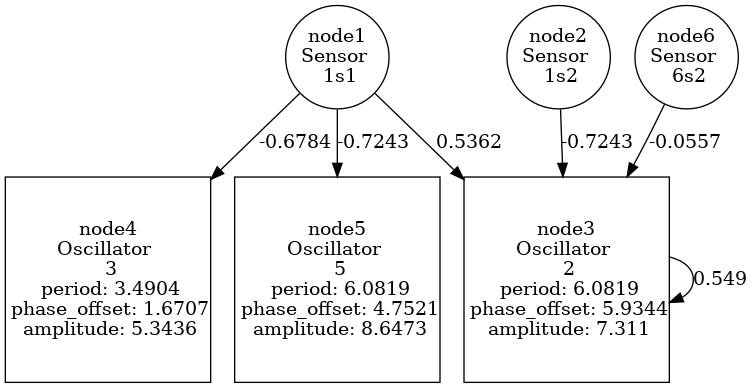 node1
Sensor
1s1
node2
Sensor
1s2
node6
Sensor
6s2
-0.6784
-0.7243
0.5362
-0.7243
-0.0557
node4
Oscillator
3
period: 3.4904
phase_offset: 1.6707
amplitude: 5.3436
node5
Oscillator
5
period: 6.0819
phase_offset: 4.7521
amplitude: 8.6473
node3
Oscillator
2
period: 6.0819
phase_offset: 5.9344
amplitude: 7.311
0.549